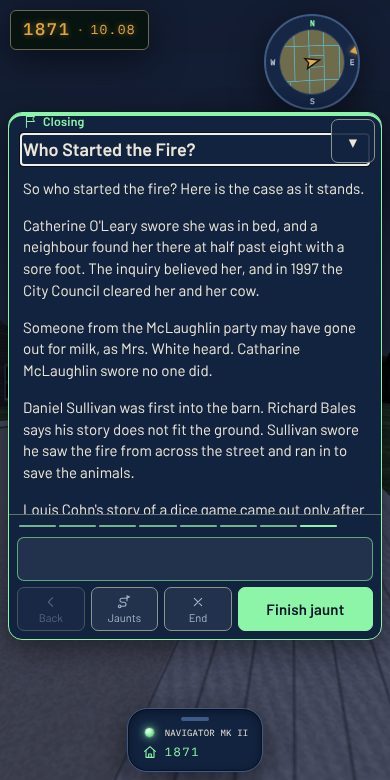 1871 · 10.08
N
W
E
S
Closing
Who Started the Fire?
So who started the fire? Here is the case as it stands.
Catherine O'Leary swore she was in bed, and a
neighbour found her there at half past eight with a
sore foot. The inquiry believed her, and in 1997 the
City Council cleared her and her cow.
Someone from the McLaughlin party may have gone
out for milk, as Mrs. White heard. Catharine
McLaughlin swore no one did.
Daniel Sullivan was first into the barn. Richard Bales
says his story does not fit the ground. Sullivan swore
he saw the fire from across the street and ran in to
save the animals.
Louis Cohn's story of a dice game came out only after
Back
Jaunts
End
Finish jaunt
NAVIGATOR MK II
1871